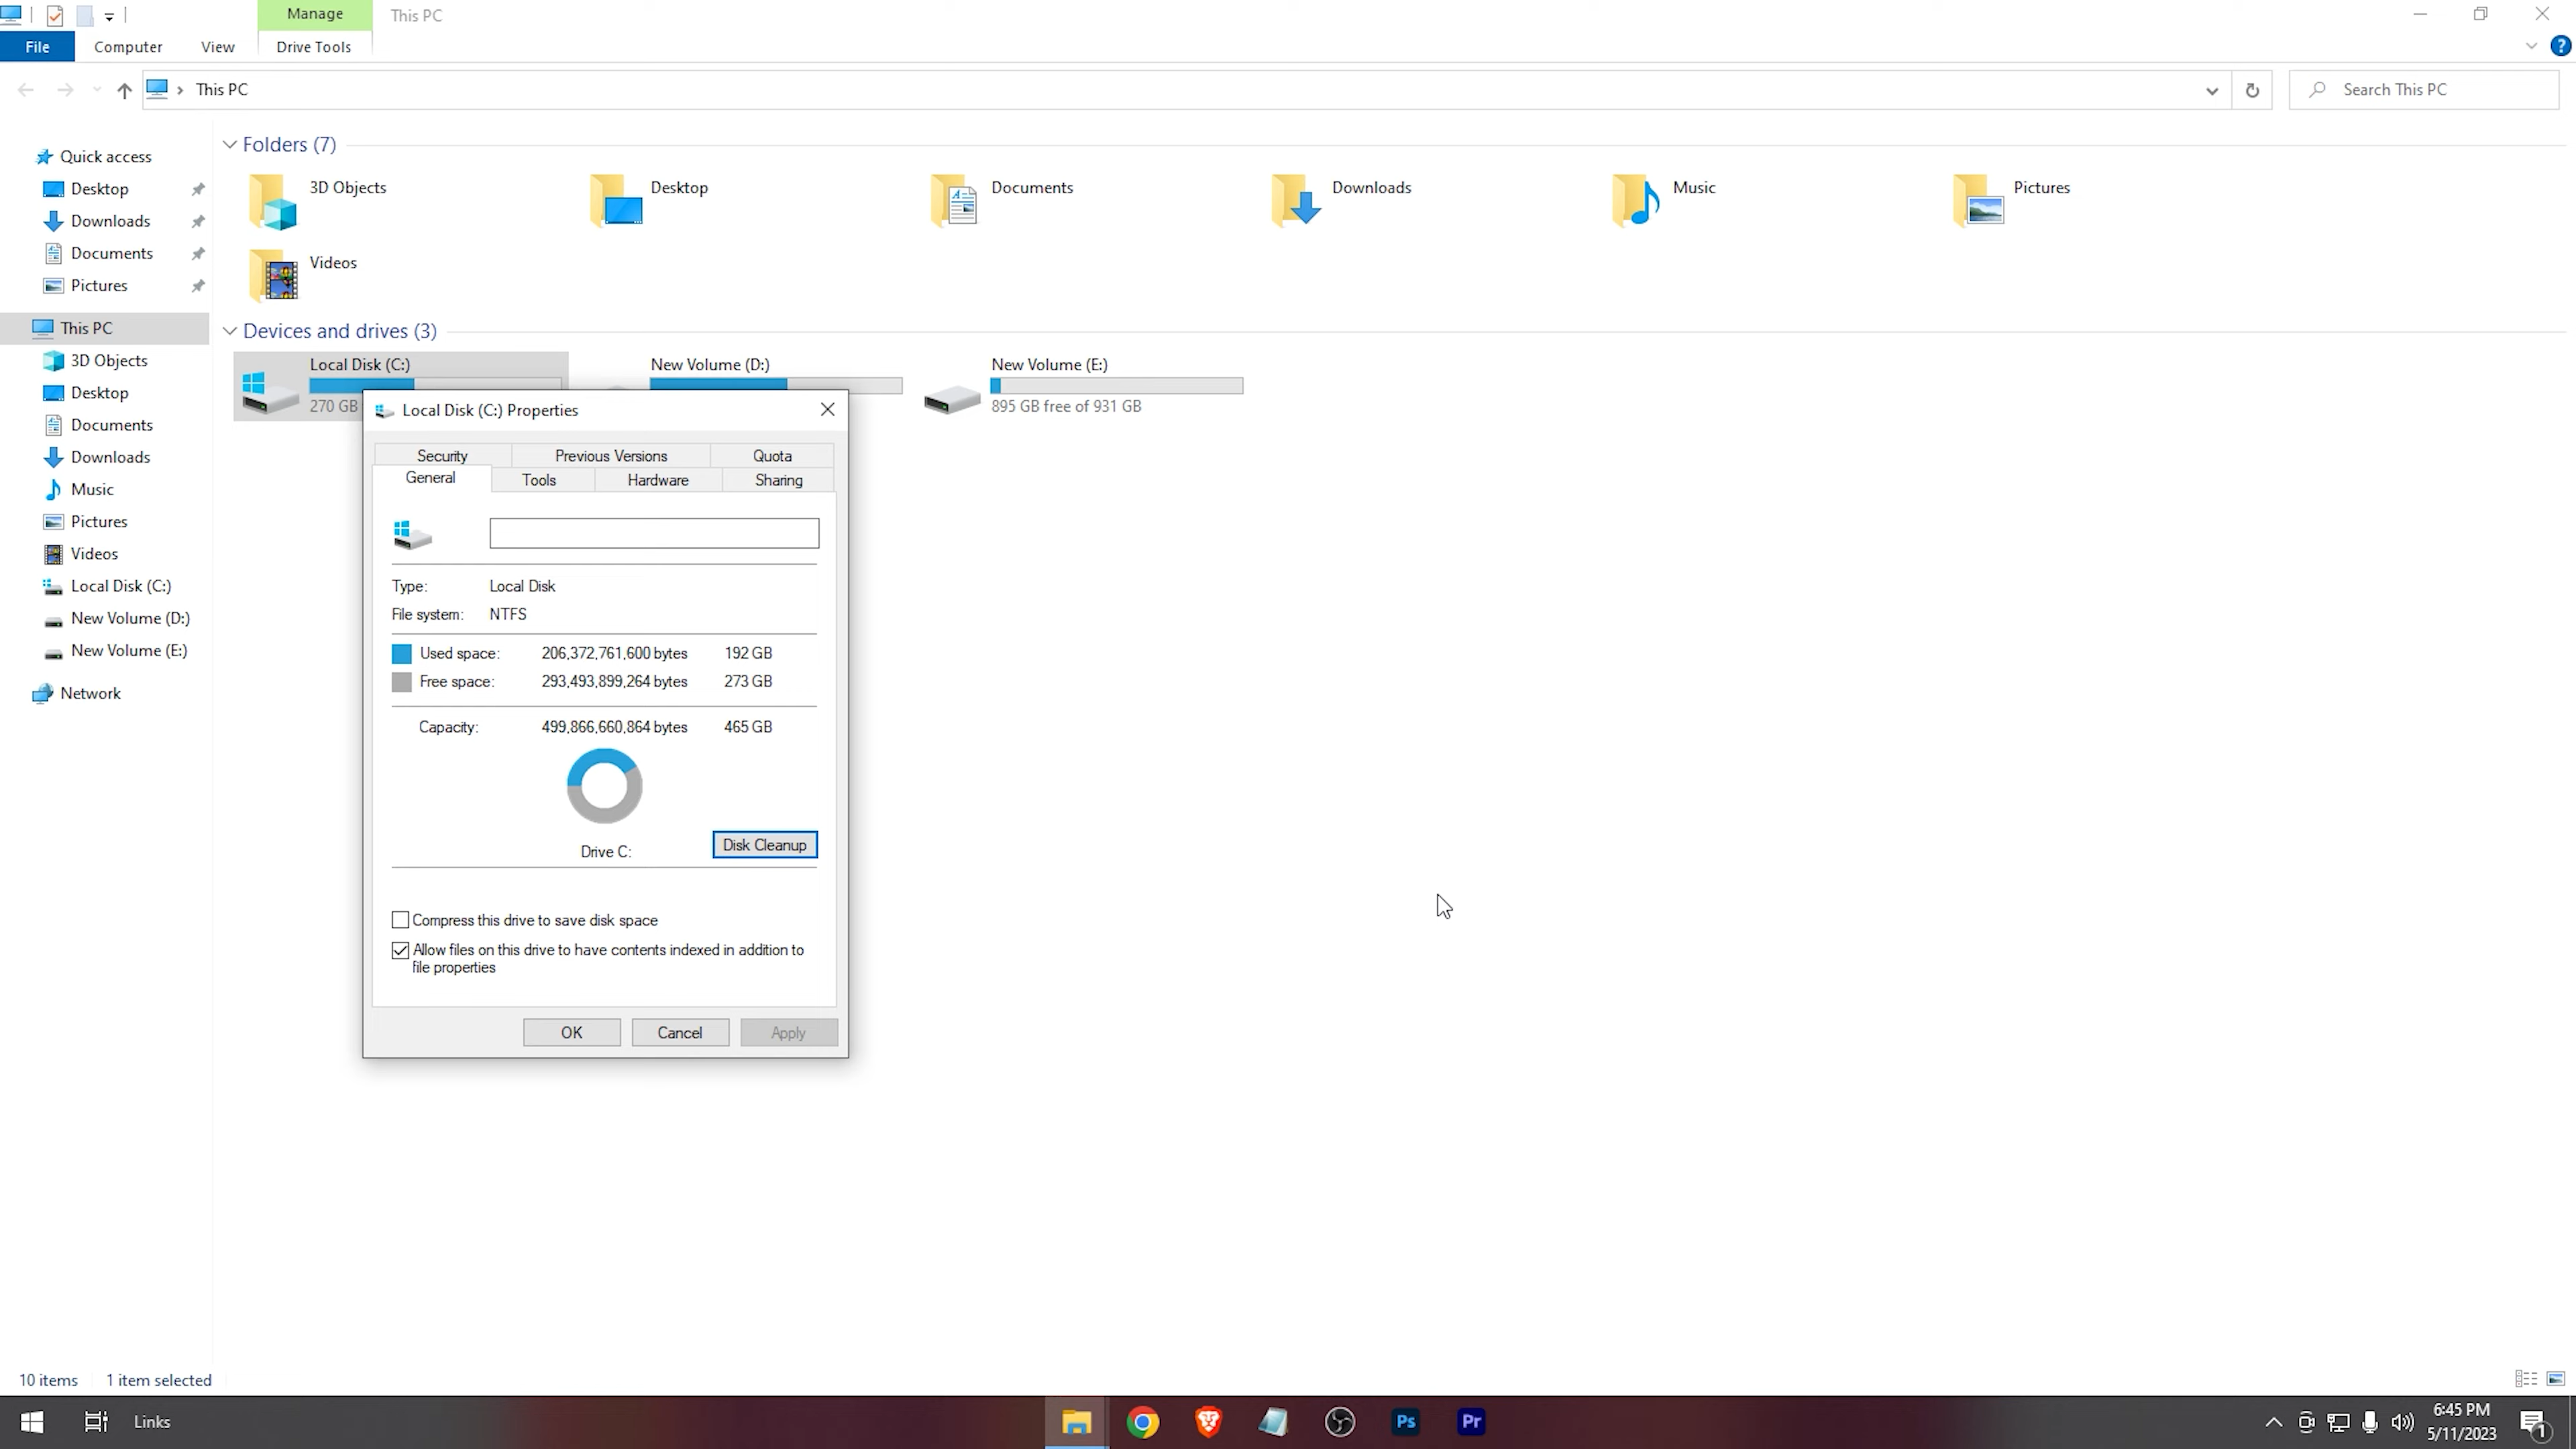 Manage
This PC
File
Computer
View
Drive Tools
This PC
Search This PC
Quick access
Desktop
Downloads
Documents
Pictures
This PC
3D Objects
Desktop
Documents
Downloads
Music
Pictures
Videos
Local Disk (C:)
New Volume (D:)
New Volume (E:)
Network
Folders (7)
3D Objects
Desktop
Documents
Downloads
Music
Pictures
Videos
Devices and drives (3)
Local Disk (C:)
270 GB
New Volume (D:)
New Volume (E:)
895 GB free of 931 GB
Local Disk (C:) Properties
Security
Previous Versions
Quota
General
Tools
Hardware
Sharing
Type: Local Disk
File system: NTFS
Used space: 206,372,761,600 bytes 192 GB
Free space: 293,493,899,264 bytes 273 GB
Capacity: 499,866,660,864 bytes 465 GB
Drive C:
Disk Cleanup
Compress this drive to save disk space
Allow files on this drive to have contents indexed in addition to
file properties
OK
Cancel
Apply
10 items
1 item selected
Links
Ps
Pr
6:45 PM
5/11/2023
1